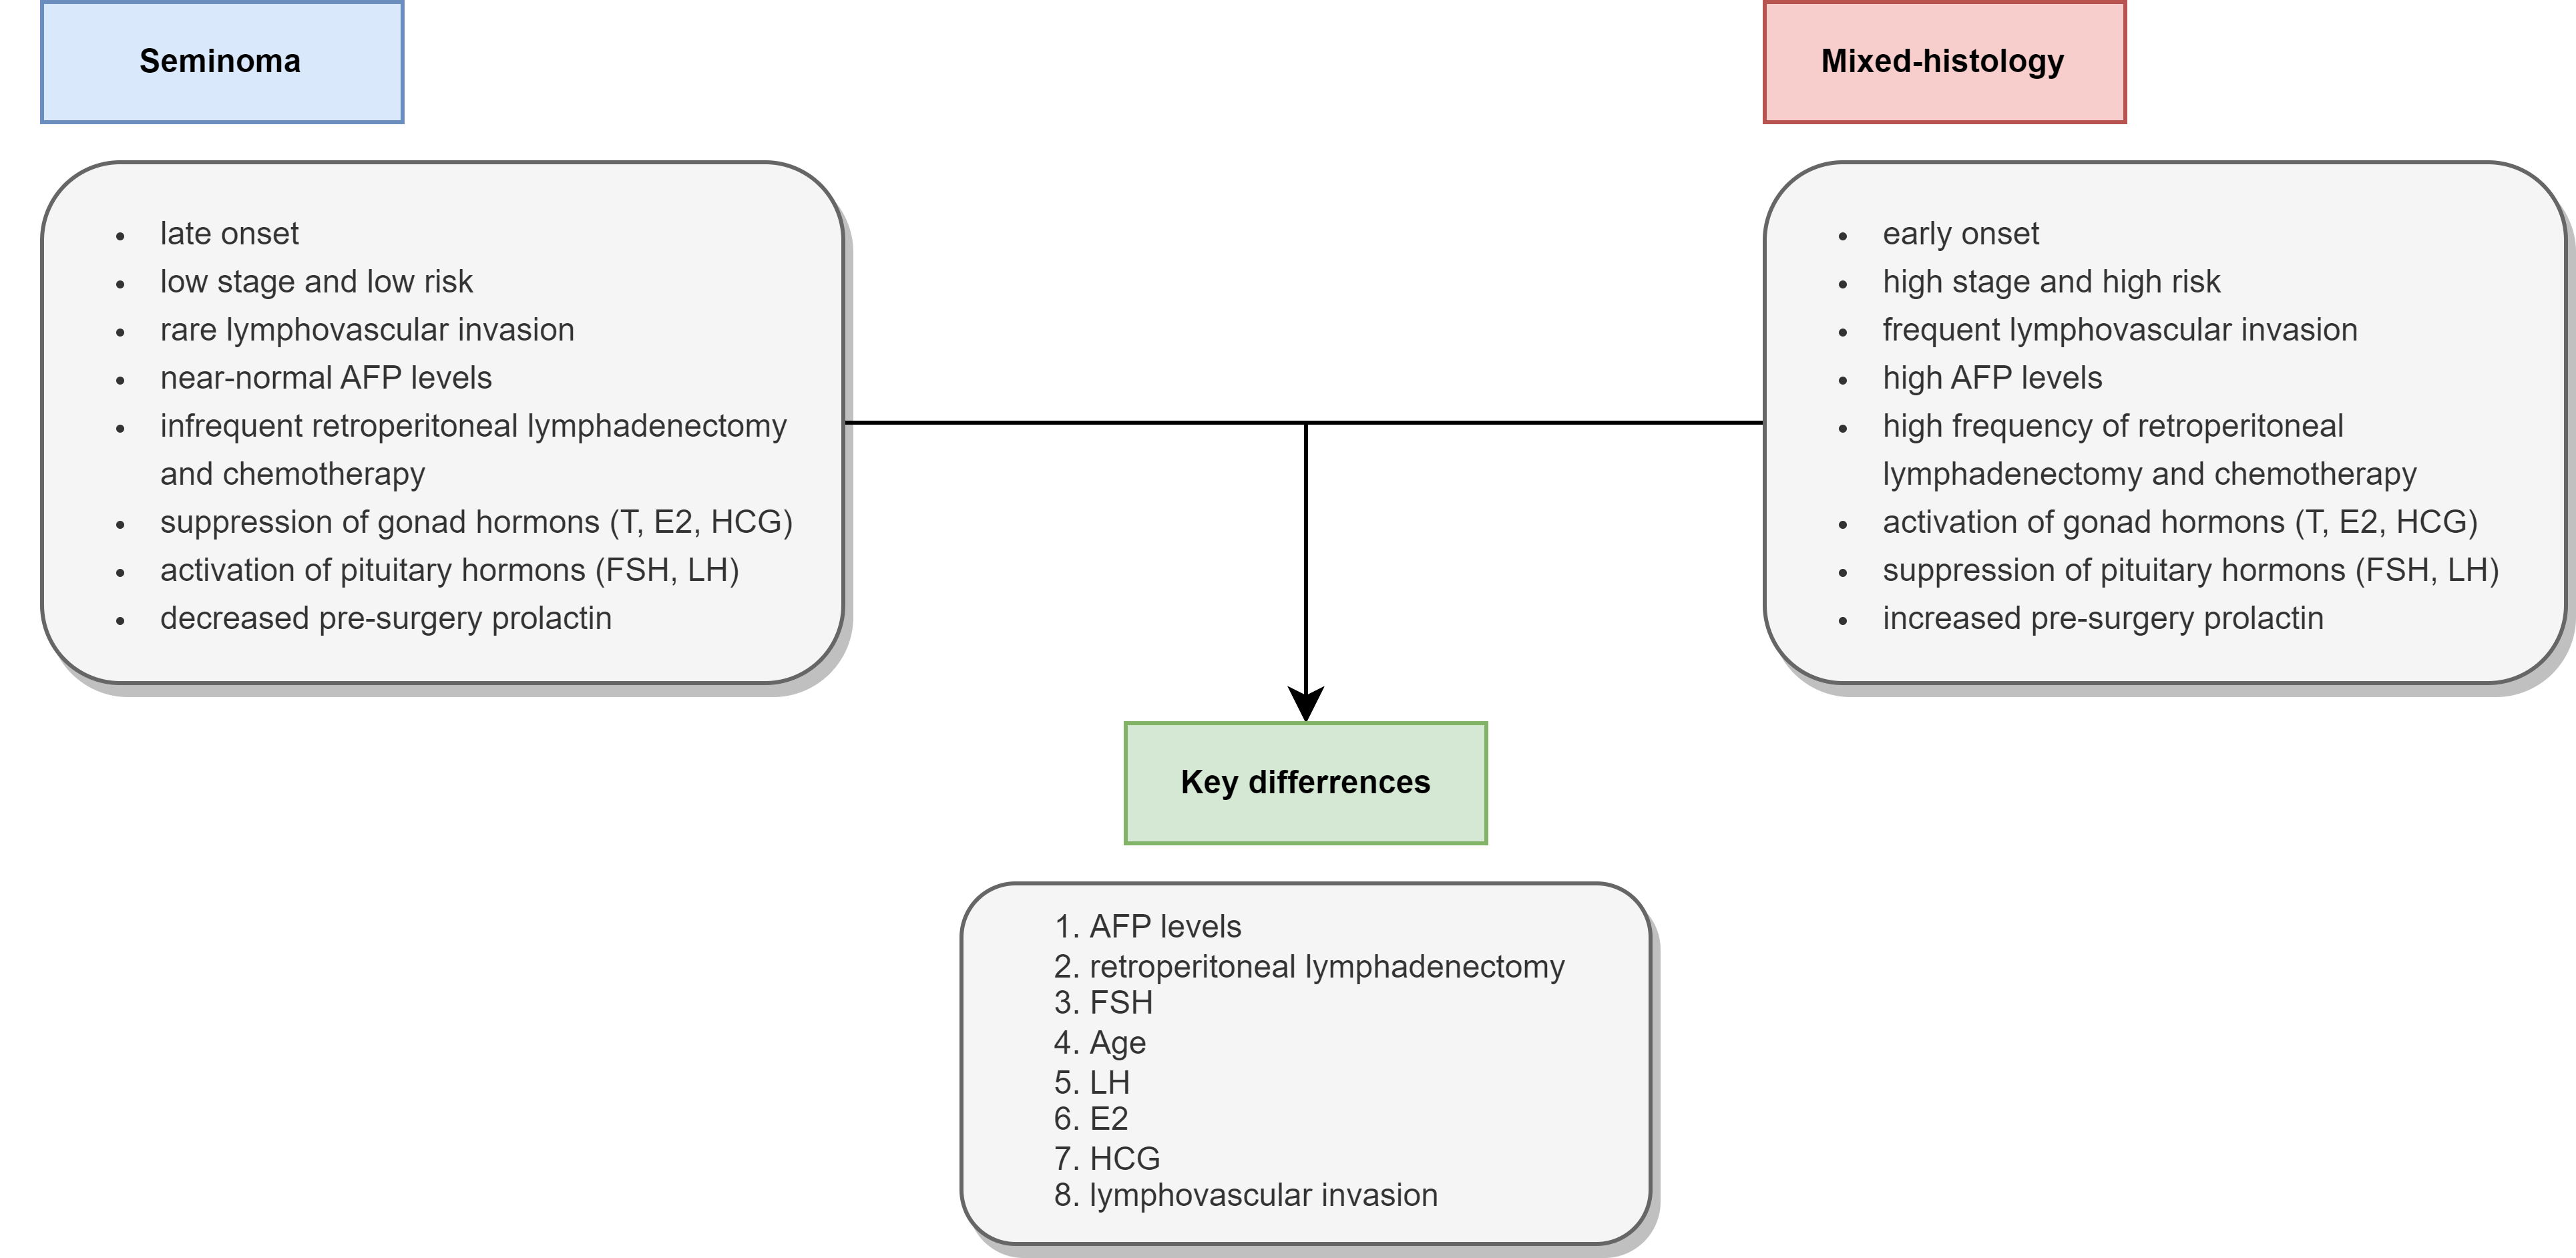 Seminoma
late onset
low stage and low risk
rare lymphovascular invasion
near-normal AFP levels
infrequent retroperitoneal lymphadenectomy
and chemotherapy
suppression of gonad hormons (T, E2, HCG)
activation of pituitary hormons (FSH, LH)
decreased pre-surgery prolactin
Mixed-histology
early onset
high stage and high risk
frequent lymphovascular invasion
high AFP levels
high frequency of retroperitoneal
lymphadenectomy and chemotherapy
activation of gonad hormons (T, E2, HCG)
suppression of pituitary hormons (FSH, LH)
increased pre-surgery prolactin
Key differrences
1. AFP levels
2. retroperitoneal lymphadenectomy
3. FSH
4. Age
5. LH
6. E2
7. HCG
8. lymphovascular invasion